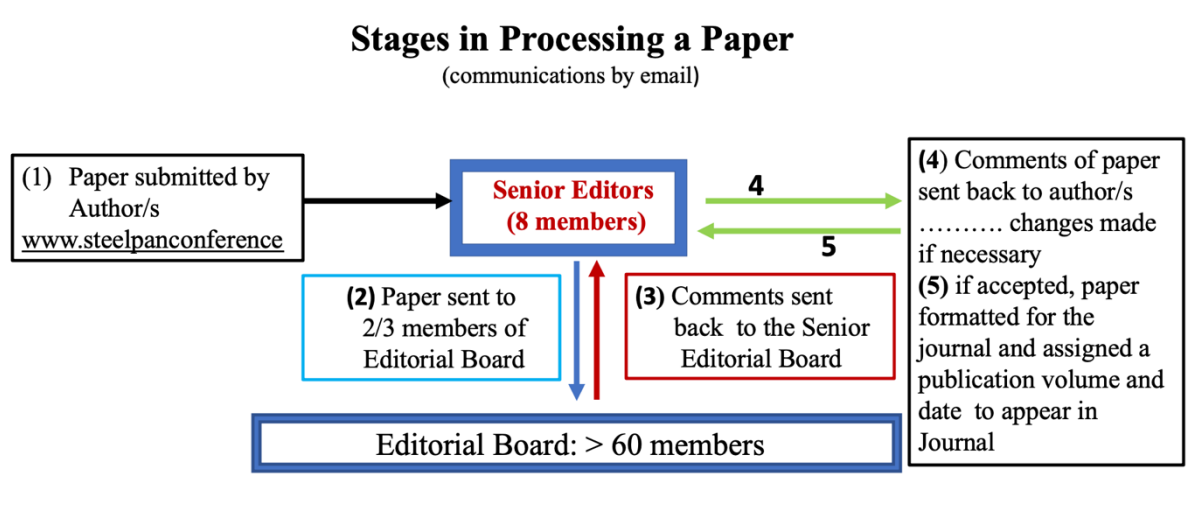 Stages in Processing a Paper
(communications by email)
(1) Paper submitted by
Author/s
www.steelpanconference
Senior Editors
(8 members)
4
5
(2) Paper sent to
2/3 members of
Editorial Board
(3) Comments sent
back to the Senior
Editorial Board
(4) Comments of paper
sent back to author/s
.......... changes made
if necessary
(5) if accepted, paper
formatted for the
journal and assigned a
publication volume and
date to appear in
Journal
Editorial Board: > 60 members